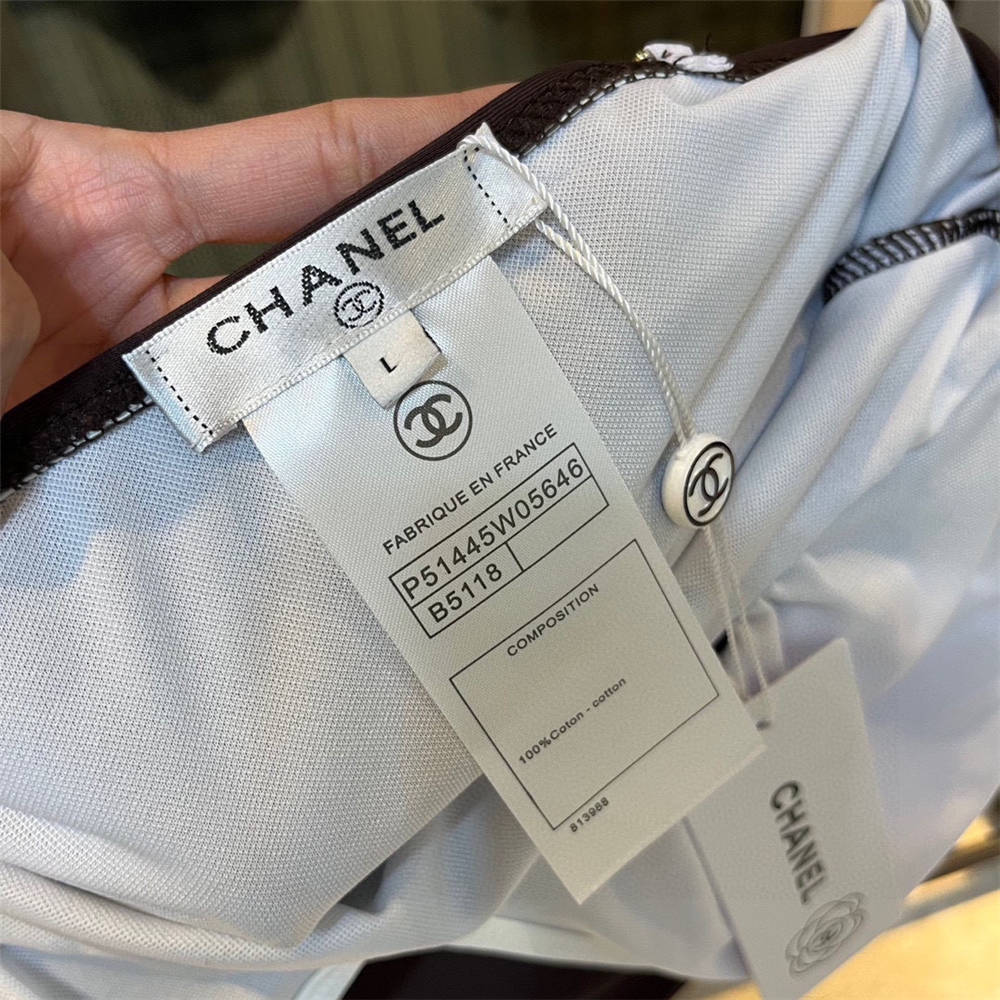 CHANEL
L
FABRIQUE EN FRANCE
P51445W05646
B5118
COMPOSITION
100%Coton - cotton
813988
CHANEL